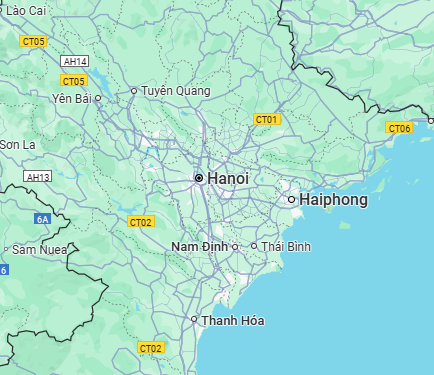 Lào Cai
CT05
AH14
CT05
Tuyên Quang
Yên Bái
CT01
CT06
Sơn La
AH13
Hanoi
Haiphong
6A
CT02
Sam Nuea
Nam Định
Thái Bình
6
Thanh Hóa
CT02